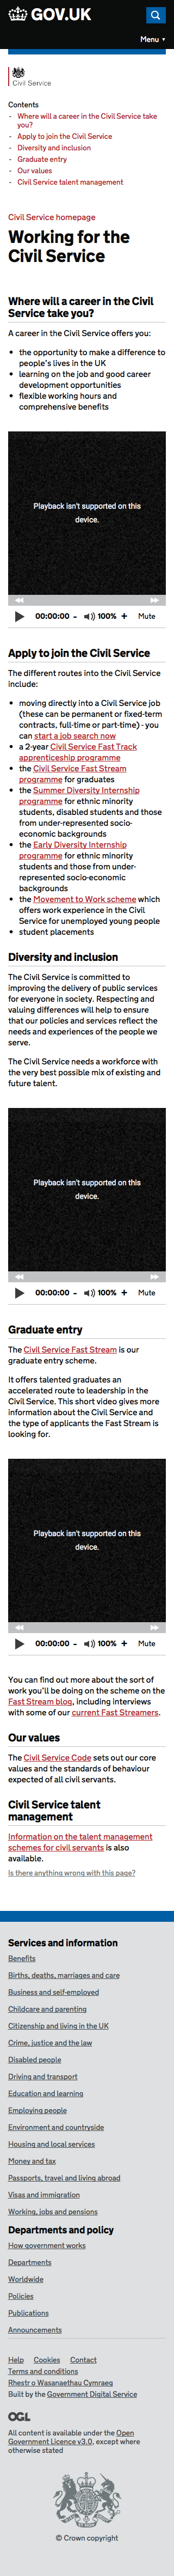 GOV.UK
Menu ▼
Civil Service
Contents
- Where will a career in the Civil Service take
you?
- Apply to join the Civil Service
- Diversity and inclusion
- Graduate entry
- Our values
- Civil Service talent management
Civil Service homepage
Working for the
Civil Service
Where will a career in the Civil
Service take you?
A career in the Civil Service offers you:
• the opportunity to make a difference to
people's lives in the UK
• learning on the job and good career
development opportunities
• flexible working hours and
comprehensive benefits
Playback isn't supported on this
device.
00:00:00 - 100% + Mute
Apply to join the Civil Service
The different routes into the Civil Service
include:
• moving directly into a Civil Service job
(these can be permanent or fixed-term
contracts, full-time or part-time) - you
can start a job search now
• a 2-year Civil Service Fast Track
apprenticeship programme
• the Civil Service Fast Stream
programme for graduates
• the Summer Diversity Internship
programme for ethnic minority
students, disabled students and those
from under-represented socio-
economic backgrounds
• the Early Diversity Internship
programme for ethnic minority
students and those from under-
represented socio-economic
backgrounds
• the Movement to Work scheme which
offers work experience in the Civil
Service for unemployed young people
• student placements
Diversity and inclusion
The Civil Service is committed to
improving the delivery of public services
for everyone in society. Respecting and
valuing differences will help to ensure
that our policies and services reflect the
needs and experiences of the people we
serve.
The Civil Service needs a workforce with
the very best possible mix of existing and
future talent.
Playback isn't supported on this
device.
00:00:00 - 100% + Mute
Graduate entry
The Civil Service Fast Stream is our
graduate entry scheme.
It offers talented graduates an
accelerated route to leadership in the
Civil Service. This short video gives more
information about the Civil Service and
the type of applicants the Fast Stream is
looking for.
Playback isn't supported on this
device.
00:00:00 - 100% + Mute
You can find out more about the sort of
work you'll be doing on the scheme on the
Fast Stream blog, including interviews
with some of our current Fast Streamers.
Our values
The Civil Service Code sets out our core
values and the standards of behaviour
expected of all civil servants.
Civil Service talent
management
Information on the talent management
schemes for civil servants is also
available.
Is there anything wrong with this page?
Services and information
Benefits
Births, deaths, marriages and care
Business and self-employed
Childcare and parenting
Citizenship and living in the UK
Crime, justice and the law
Disabled people
Driving and transport
Education and learning
Employing people
Environment and countryside
Housing and local services
Money and tax
Passports, travel and living abroad
Visas and immigration
Working, jobs and pensions
Departments and policy
How government works
Departments
Worldwide
Policies
Publications
Announcements
Help Cookies Contact
Terms and conditions
Rhestr o Wasanaethau Cymraeg
Built by the Government Digital Service
OGL
All content is available under the Open
Government Licence v3.0, except where
otherwise stated
© Crown copyright